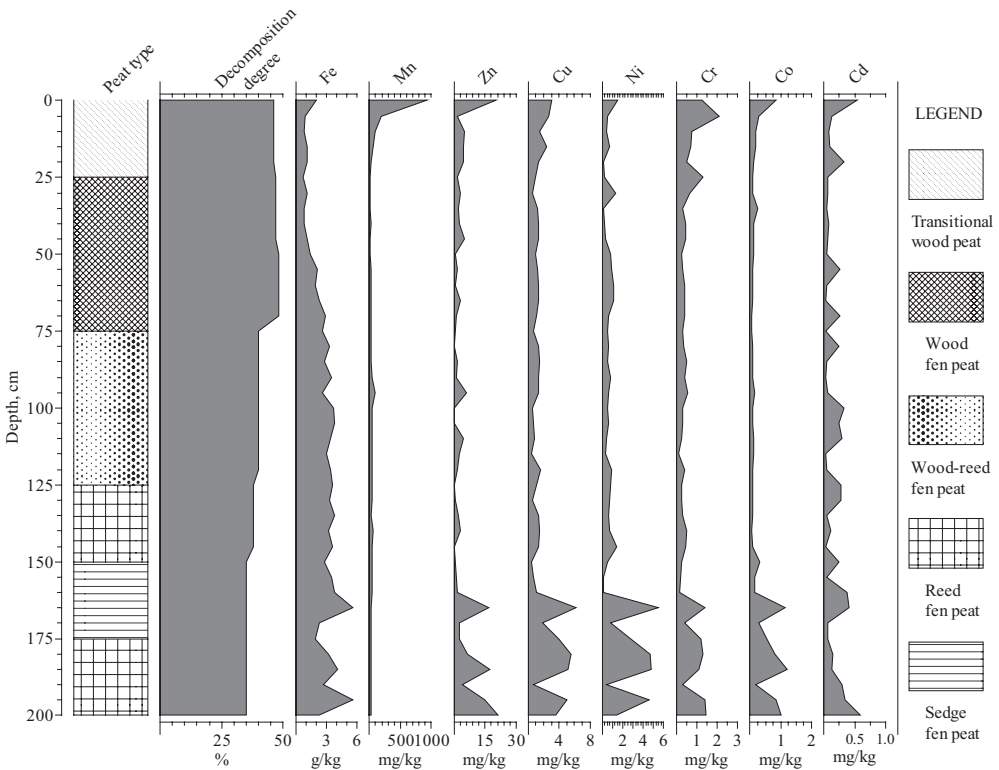 Peat type
Decomposition
degree
Fe
Mn
Zn
Cu
Ni
Cr
Co
Cd
Depth, cm
0
25
50
75
100
125
150
175
200
25 50
%
3 6
g/kg
500 1000
mg/kg
15 30
mg/kg
4 8
mg/kg
2 6
mg/kg
1 2 3
mg/kg
1 2
mg/kg
0.5 1.0
mg/kg
LEGEND
Transitional
wood peat
Wood
fen peat
Wood-reed
fen peat
Reed
fen peat
Sedge
fen peat